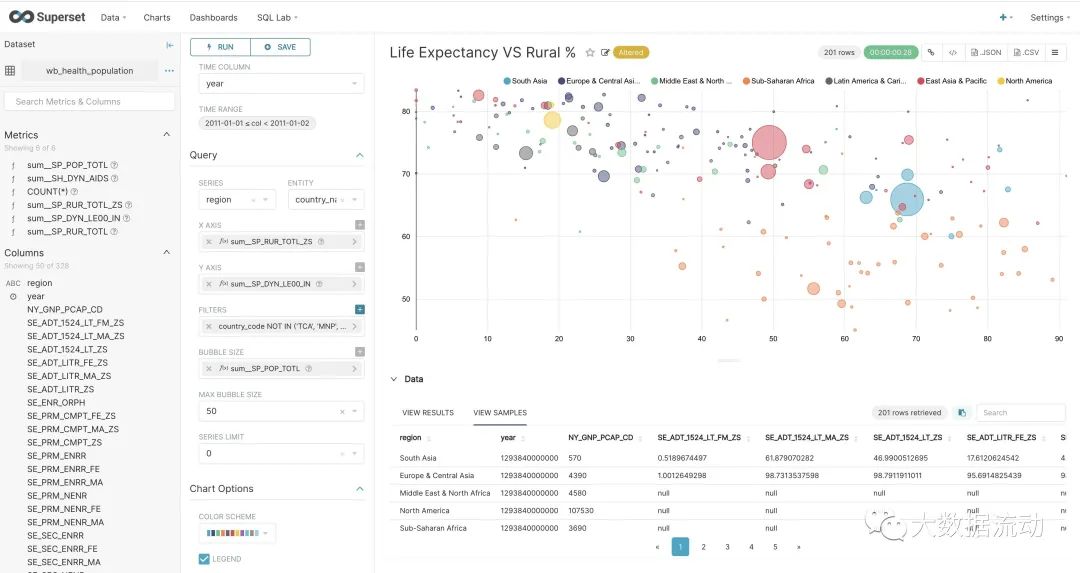 Superset
Data
Charts
Dashboards
SQL Lab
Settings
Dataset
wb_health_population
Search Metrics & Columns
Metrics
Showing 6 of 6
ƒ sum__SP_POP_TOTL
ƒ sum__SH_DYN_AIDS
ƒ COUNT(*)
ƒ sum__SP_RUR_TOTL_ZS
ƒ sum__SP_DYN_LE00_IN
ƒ sum__SP_RUR_TOTL
Columns
Showing 50 of 328
ABC region
year
NY_GNP_PCAP_CD
SE_ADT_1524_LT_FM_ZS
SE_ADT_1524_LT_MA_ZS
SE_ADT_1524_LT_ZS
SE_ADT_LITR_FE_ZS
SE_ADT_LITR_MA_ZS
SE_ADT_LITR_ZS
SE_ENR_ORPH
SE_PRM_CMPT_FE_ZS
SE_PRM_CMPT_MA_ZS
SE_PRM_CMPT_ZS
SE_PRM_ENRR
SE_PRM_ENRR_FE
SE_PRM_ENRR_MA
SE_PRM_NENR
SE_PRM_NENR_FE
SE_PRM_NENR_MA
SE_SEC_ENRR
SE_SEC_ENRR_FE
SE_SEC_ENRR_MA
RUN
SAVE
TIME COLUMN
year
TIME RANGE
2011-01-01 ≤ col < 2011-01-02
Query
SERIES
ENTITY
region
country_na
X AXIS
f(x) sum__SP_RUR_TOTL_ZS
Y AXIS
f(x) sum__SP_DYN_LE00_IN
FILTERS
country_code NOT IN ('TCA', 'MNP', ...
BUBBLE SIZE
f(x) sum__SP_POP_TOTL
MAX BUBBLE SIZE
50
SERIES LIMIT
0
Chart Options
COLOR SCHEME
LEGEND
Life Expectancy VS Rural %
Altered
201 rows
00:00:00.28
</>
.JSON
.CSV
South Asia
Europe & Central Asi...
Middle East & North ...
Sub-Saharan Africa
Latin America & Cari...
East Asia & Pacific
North America
80
70
60
50
0 10 20 30 40 50 60 70 80 90
Data
VIEW RESULTS
VIEW SAMPLES
201 rows retrieved
Search
region year NY_GNP_PCAP_CD SE_ADT_1524_LT_FM_ZS SE_ADT_1524_LT_MA_ZS SE_ADT_1524_LT_ZS SE_ADT_LITR_FE_ZS
South Asia 1293840000000 570 0.5189674497 61.879070282 46.9900512695 17.6120624542 4
Europe & Central Asia 1293840000000 4390 1.0012649298 98.7313537598 98.7911911011 95.6914825439 9
Middle East & North Africa 1293840000000 4580 null null null null
North America 1293840000000 107530 null null null null
Sub-Saharan Africa 1293840000000 3690 null null null null
« 1 2 3 4 5 »
大数据流动